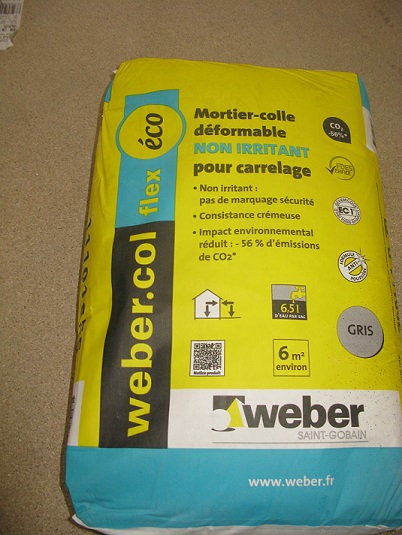 Mortier-colle
déformable
NON IRRITANT
pour carrelage
• Non irritant :
pas de marquage sécurité
• Consistance crémeuse
• Impact environnemental
réduit : - 56 % d'émissions
de CO2*
weber.col flex éco
CO₂
-56%*
6.5 l
D'EAU PAR SAC
GRIS
6 m²
environ
weber
SAINT-GOBAIN
www.weber.fr